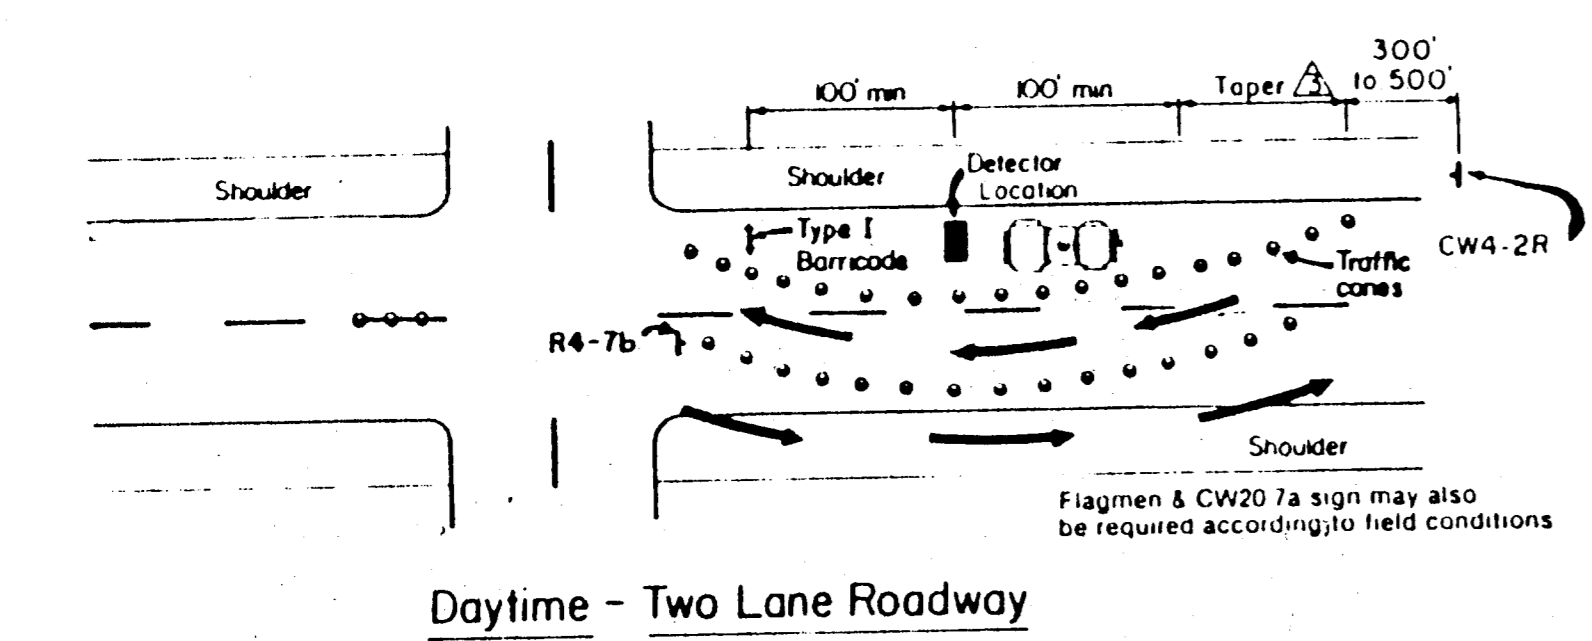 300'
100' min
100' min
Taper 3
to 500'
Shoulder
Shoulder
Detector
Location
Type I
Barricade
CW4-2R
Traffic
cones
R4-7b
Shoulder
Flagmen & CW20 7a sign may also
be required according to field conditions
Daytime - Two Lane Roadway